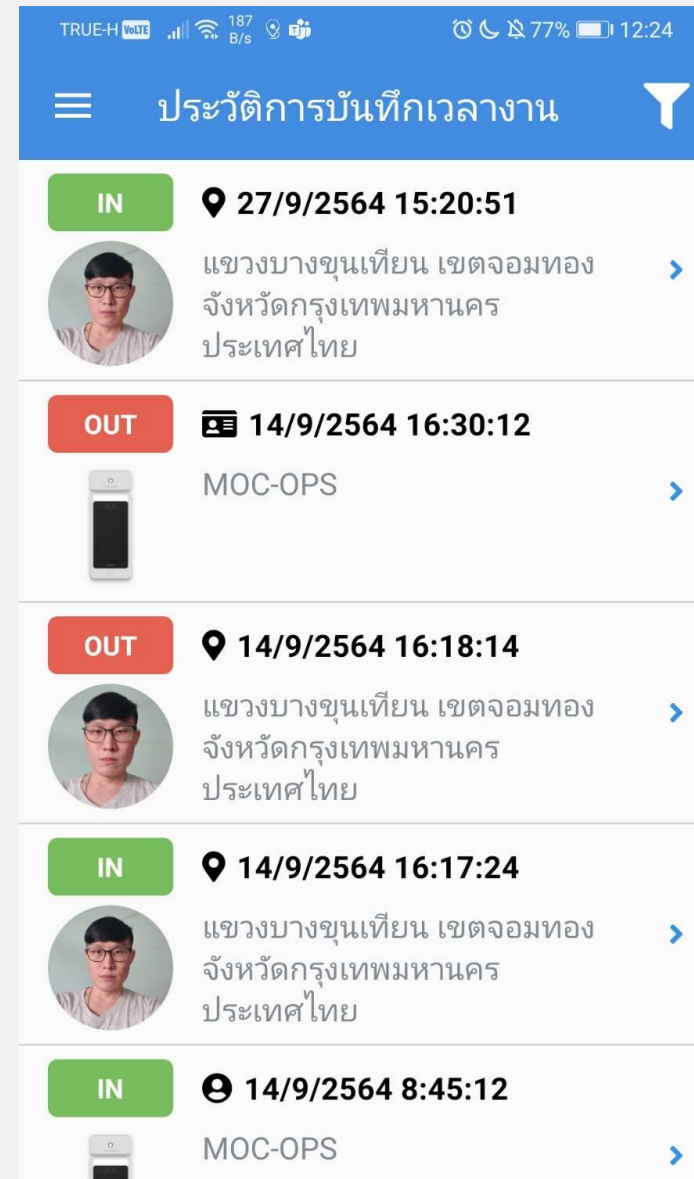 TRUE-H VoLTE 187 B/s 77% 12:24
ประวัติการบันทึกเวลางาน
IN 27/9/2564 15:20:51
แขวงบางขุนเทียน เขตจอมทอง
จังหวัดกรุงเทพมหานคร
ประเทศไทย
OUT 14/9/2564 16:30:12
MOC-OPS
OUT 14/9/2564 16:18:14
แขวงบางขุนเทียน เขตจอมทอง
จังหวัดกรุงเทพมหานคร
ประเทศไทย
IN 14/9/2564 16:17:24
แขวงบางขุนเทียน เขตจอมทอง
จังหวัดกรุงเทพมหานคร
ประเทศไทย
IN 14/9/2564 8:45:12
MOC-OPS